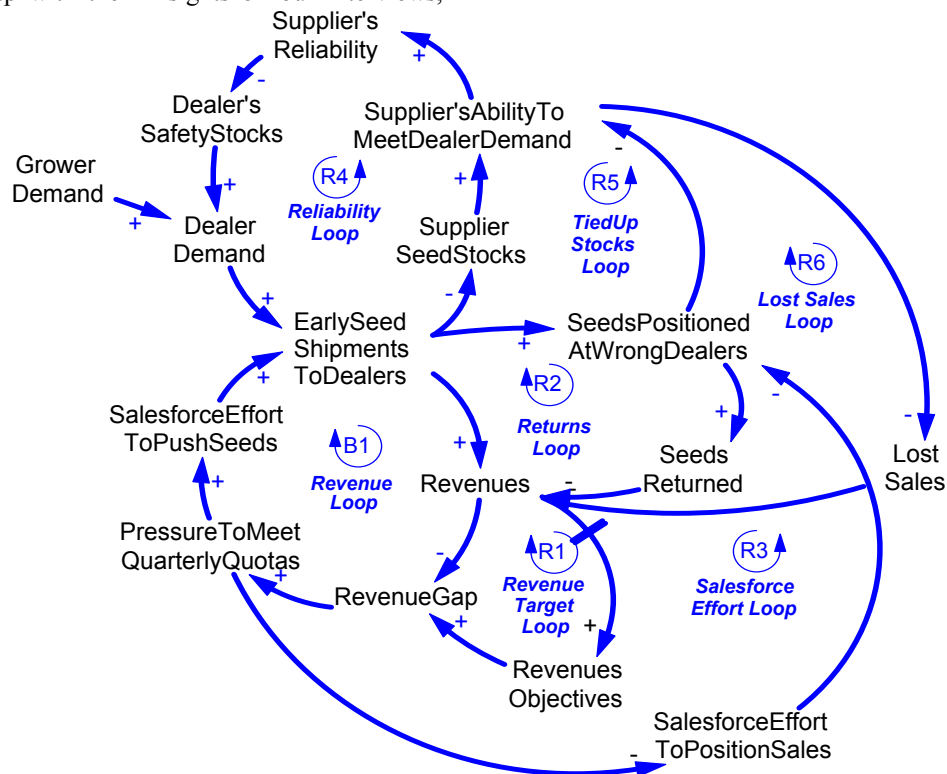 Supplier's
Reliability
Dealer's
SafetyStocks
Supplier'sAbilityTo
MeetDealerDemand
Grower
Demand
R4
Reliability
Loop
R5
TiedUp
Stocks
Loop
Dealer
Demand
Supplier
SeedStocks
R6
Lost Sales
Loop
EarlySeed
Shipments
ToDealers
SeedsPositioned
AtWrongDealers
R2
Returns
Loop
SalesforceEffort
ToPushSeeds
B1
Revenue
Loop
Revenues
Seeds
Returned
Lost
Sales
PressureToMeet
QuarterlyQuotas
R1
Revenue
Target
Loop
R3
Salesforce
Effort Loop
RevenueGap
Revenues
Objectives
SalesforceEffort
ToPositionSales
+
-
+
+
+
-
+
-
+
+
+
+
-
+
-
-
-
+
+
+
+
-
+
-